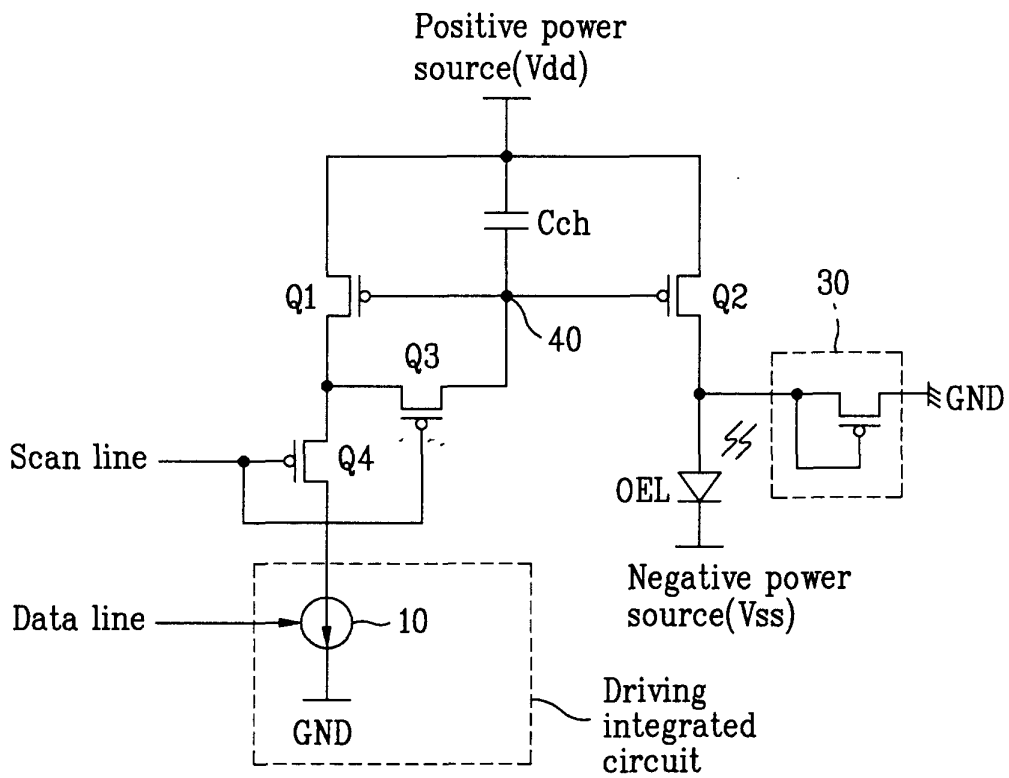 Positive power
source(Vdd)
Cch
Q1
Q2
30
40
Q3
GND
Scan line
Q4
OEL
Negative power
source(Vss)
Data line
10
GND
Driving
integrated
circuit